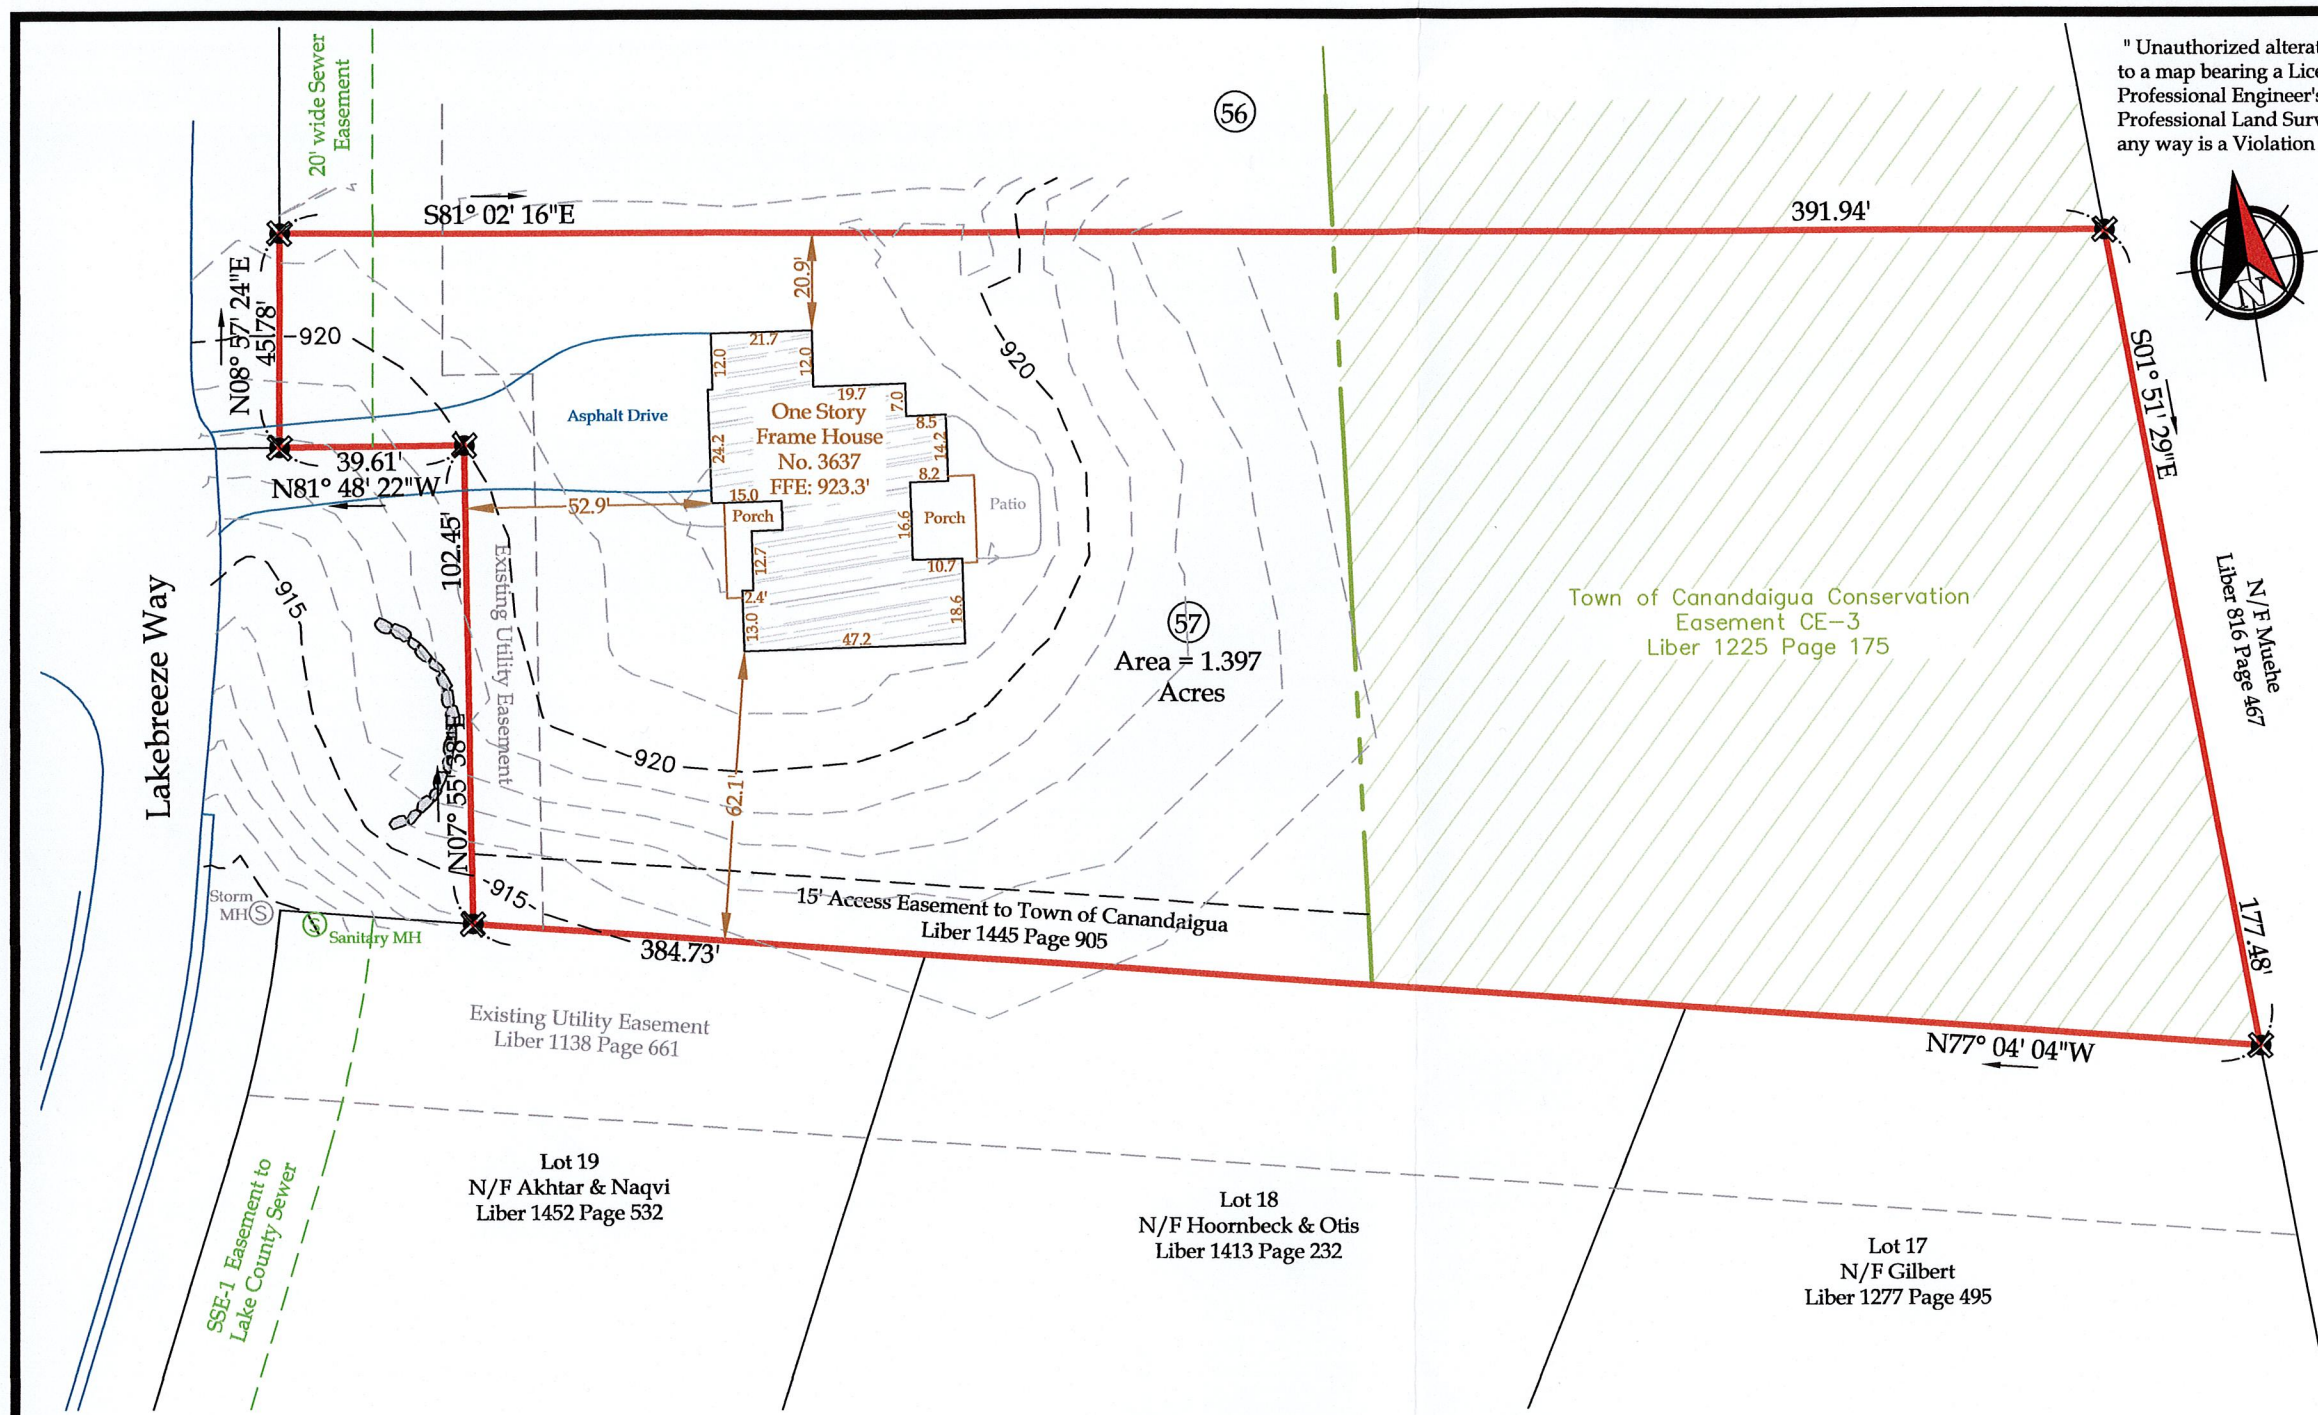 " Unauthorized alterat
to a map bearing a Lice
Professional Engineer's
Professional Land Surv
any way is a Violation
20' wide Sewer
Easement
56
S81° 02' 16"E
391.94'
N
N08° 57' 24"E
45.78'
920
20.9'
21.7
12.0
12.0
19.7
7.0
8.5
14.2
24.2
8.2
15.0
16.6
12.7
10.7
2.4'
13.0
18.6
47.2
One Story
Frame House
No. 3637
FFE: 923.3'
Asphalt Drive
Porch
Porch
Patio
920
39.61'
N81° 48' 22"W
52.9'
102.45'
N07° 55' 38"E
Existing Utility Easement
915
Lakebreeze Way
57
Area = 1.397
Acres
920
62.1'
Town of Canandaigua Conservation
Easement CE-3
Liber 1225 Page 175
S01° 51' 29"E
177.48'
N/F Muehe
Liber 816 Page 467
Storm
MH
S
S
Sanitary MH
915
384.73'
15' Access Easement to Town of Canandaigua
Liber 1445 Page 905
N77° 04' 04"W
Existing Utility Easement
Liber 1138 Page 661
SSE-1 Easement to
Lake County Sewer
Lot 19
N/F Akhtar & Naqvi
Liber 1452 Page 532
Lot 18
N/F Hoornbeck & Otis
Liber 1413 Page 232
Lot 17
N/F Gilbert
Liber 1277 Page 495